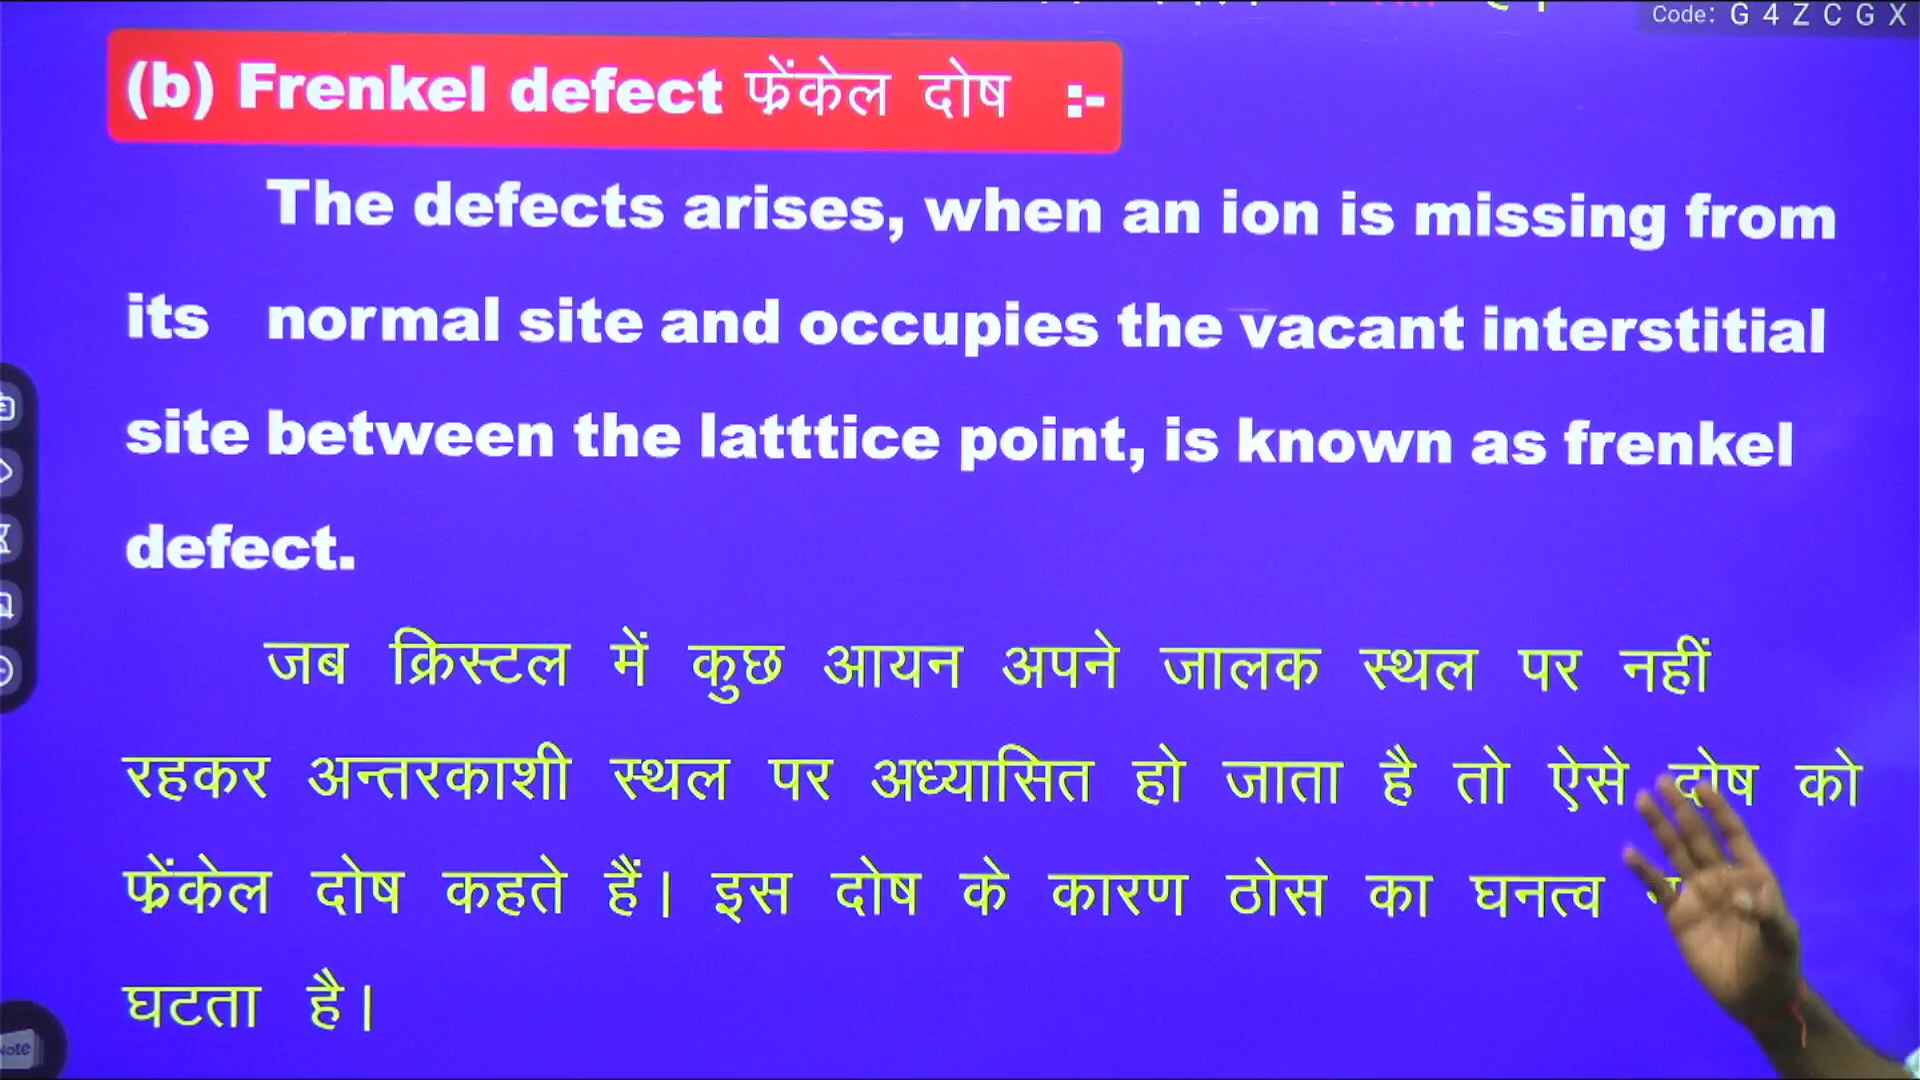 Code: G 4 Z C G X
(b) Frenkel defect फ्रेंकेल दोष :-
The defects arises, when an ion is missing from
its normal site and occupies the vacant interstitial
site between the latttice point, is known as frenkel
defect.
जब क्रिस्टल में कुछ आयन अपने जालक स्थल पर नहीं
रहकर अन्तरकाशी स्थल पर अध्यासित हो जाता है तो ऐसे दोष को
फ्रेंकेल दोष कहते हैं। इस दोष के कारण ठोस का घनत्व
घटता है।
Note